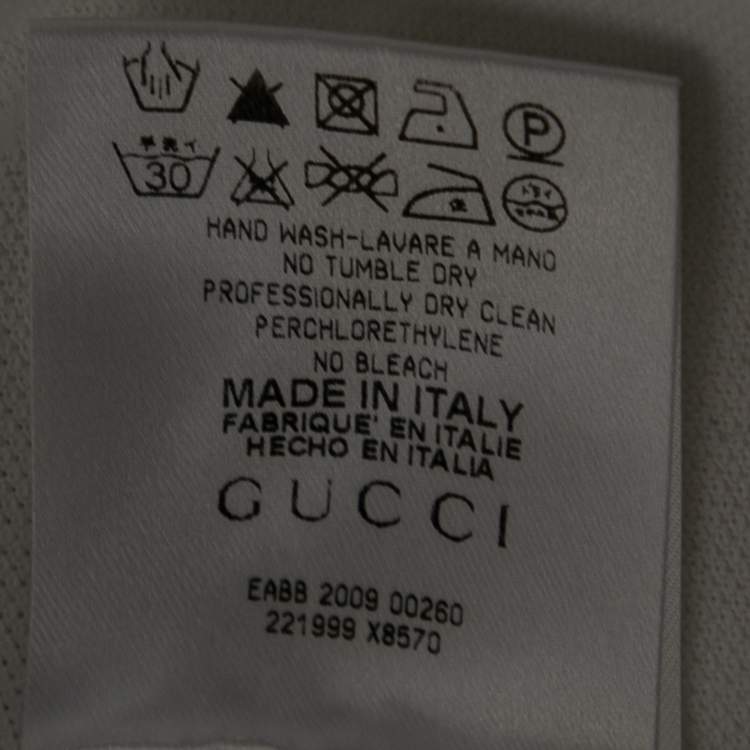 P
30
HAND WASH-LAVARE A MANO
NO TUMBLE DRY
PROFESSIONALLY DRY CLEAN
PERCHLORETHYLENE
NO BLEACH
MADE IN ITALY
FABRIQUE' EN ITALIE
HECHO EN ITALIA
GUCCI
EABB 2009 00260
221999 X8570